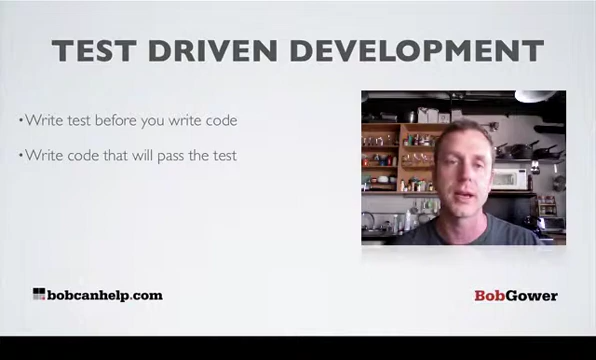 TEST DRIVEN DEVELOPMENT
•Write test before you write code
•Write code that will pass the test
bobcanhelp.com
BobGower